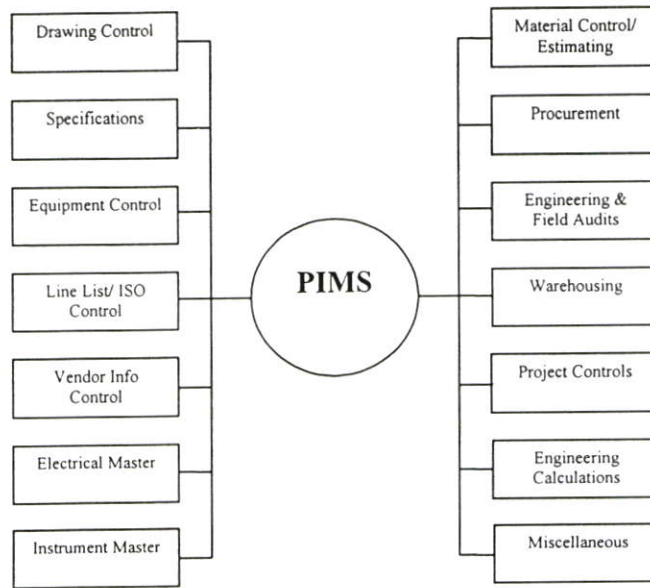 Drawing Control
Specifications
Equipment Control
Line List/ ISO
Control
Vendor Info
Control
Electrical Master
Instrument Master
PIMS
Material Control/
Estimating
Procurement
Engineering &
Field Audits
Warehousing
Project Controls
Engineering
Calculations
Miscellaneous